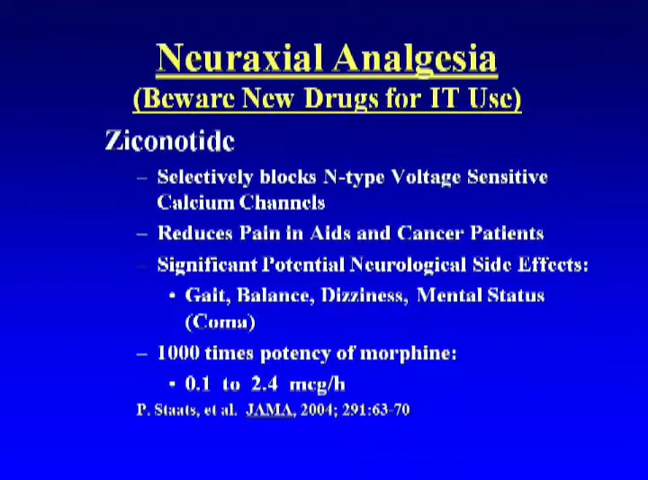 Neuraxial Analgesia
(Beware New Drugs for IT Use)
Ziconotide
– Selectively blocks N-type Voltage Sensitive
Calcium Channels
– Reduces Pain in Aids and Cancer Patients
– Significant Potential Neurological Side Effects:
• Gait, Balance, Dizziness, Mental Status
(Coma)
– 1000 times potency of morphine:
• 0.1 to 2.4 mcg/h
P. Staats, et al. JAMA, 2004; 291:63-70